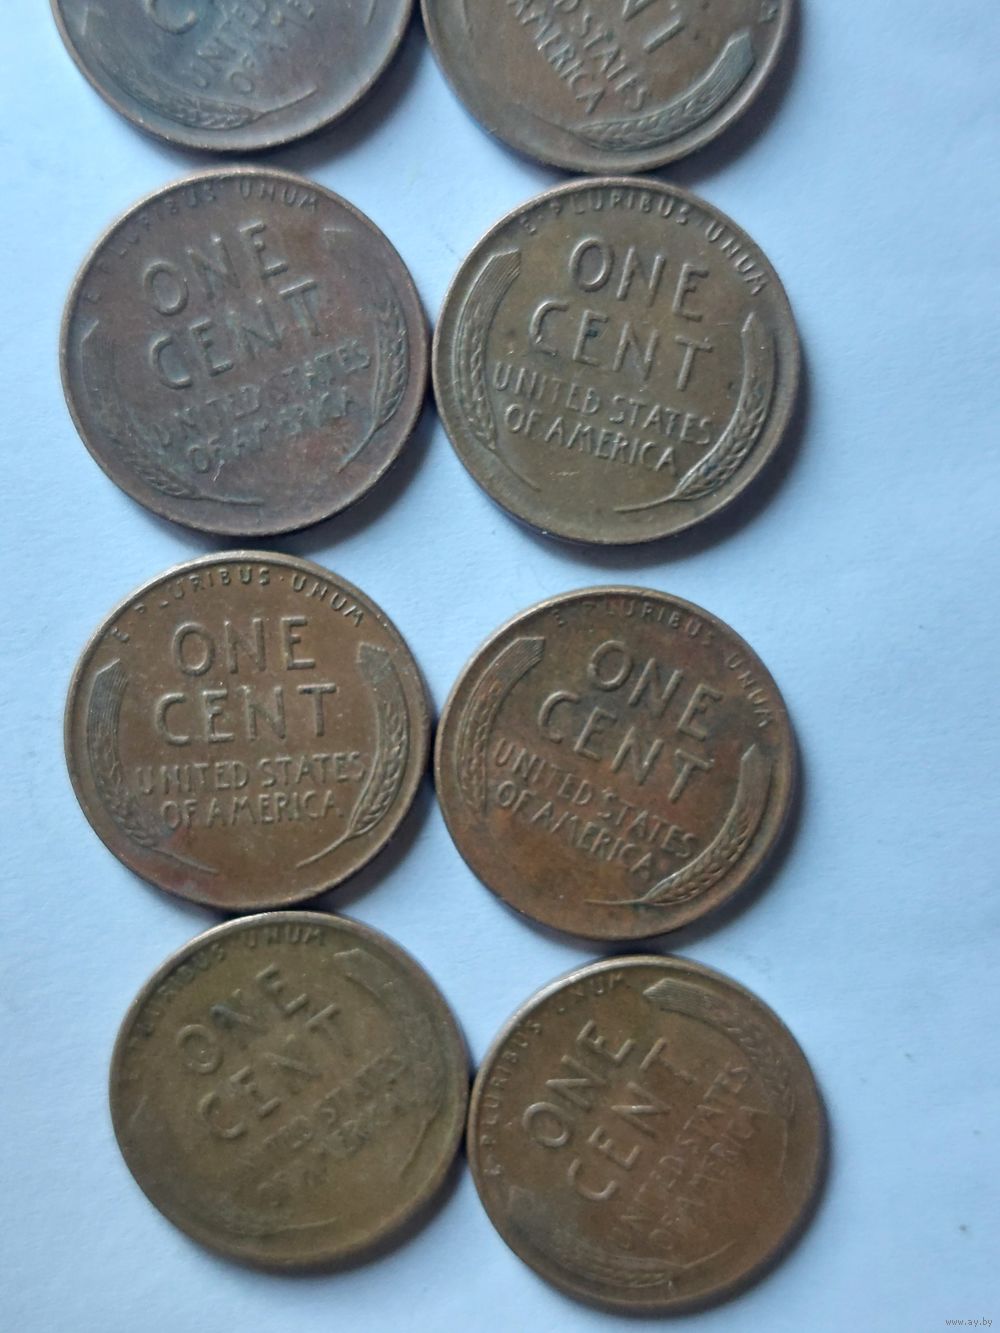 UNITED
OF AME
STATES
AMERICA
E PLURIBUS · UNUM
ONE
CENT
UNITED STATES
OF AMERICA
E · PLURIBUS · UNUM
ONE
CENT
UNITED STATES
OF AMERICA
E · PLURIBUS · UNUM
ONE
CENT
UNITED STATES
OF AMERICA
E · PLURIBUS UNUM
ONE
CENT
UNITED STATES
OF AMERICA
UNUM
ONE
CENT
UNITED STATES
OF AMERICA
E · PLURIBUS UNUM
ONE
CENT
UNITED STATES
OF AMERICA
www.ay.by